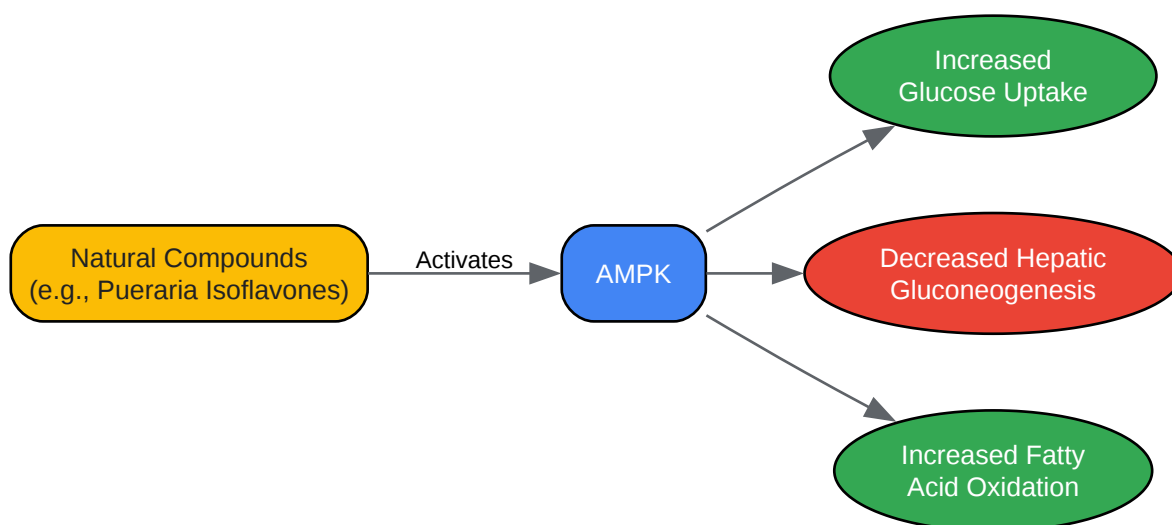 Increased
Glucose Uptake
Natural Compounds
(e.g., Pueraria Isoflavones)
Activates
AMPK
Decreased Hepatic
Gluconeogenesis
Increased Fatty
Acid Oxidation